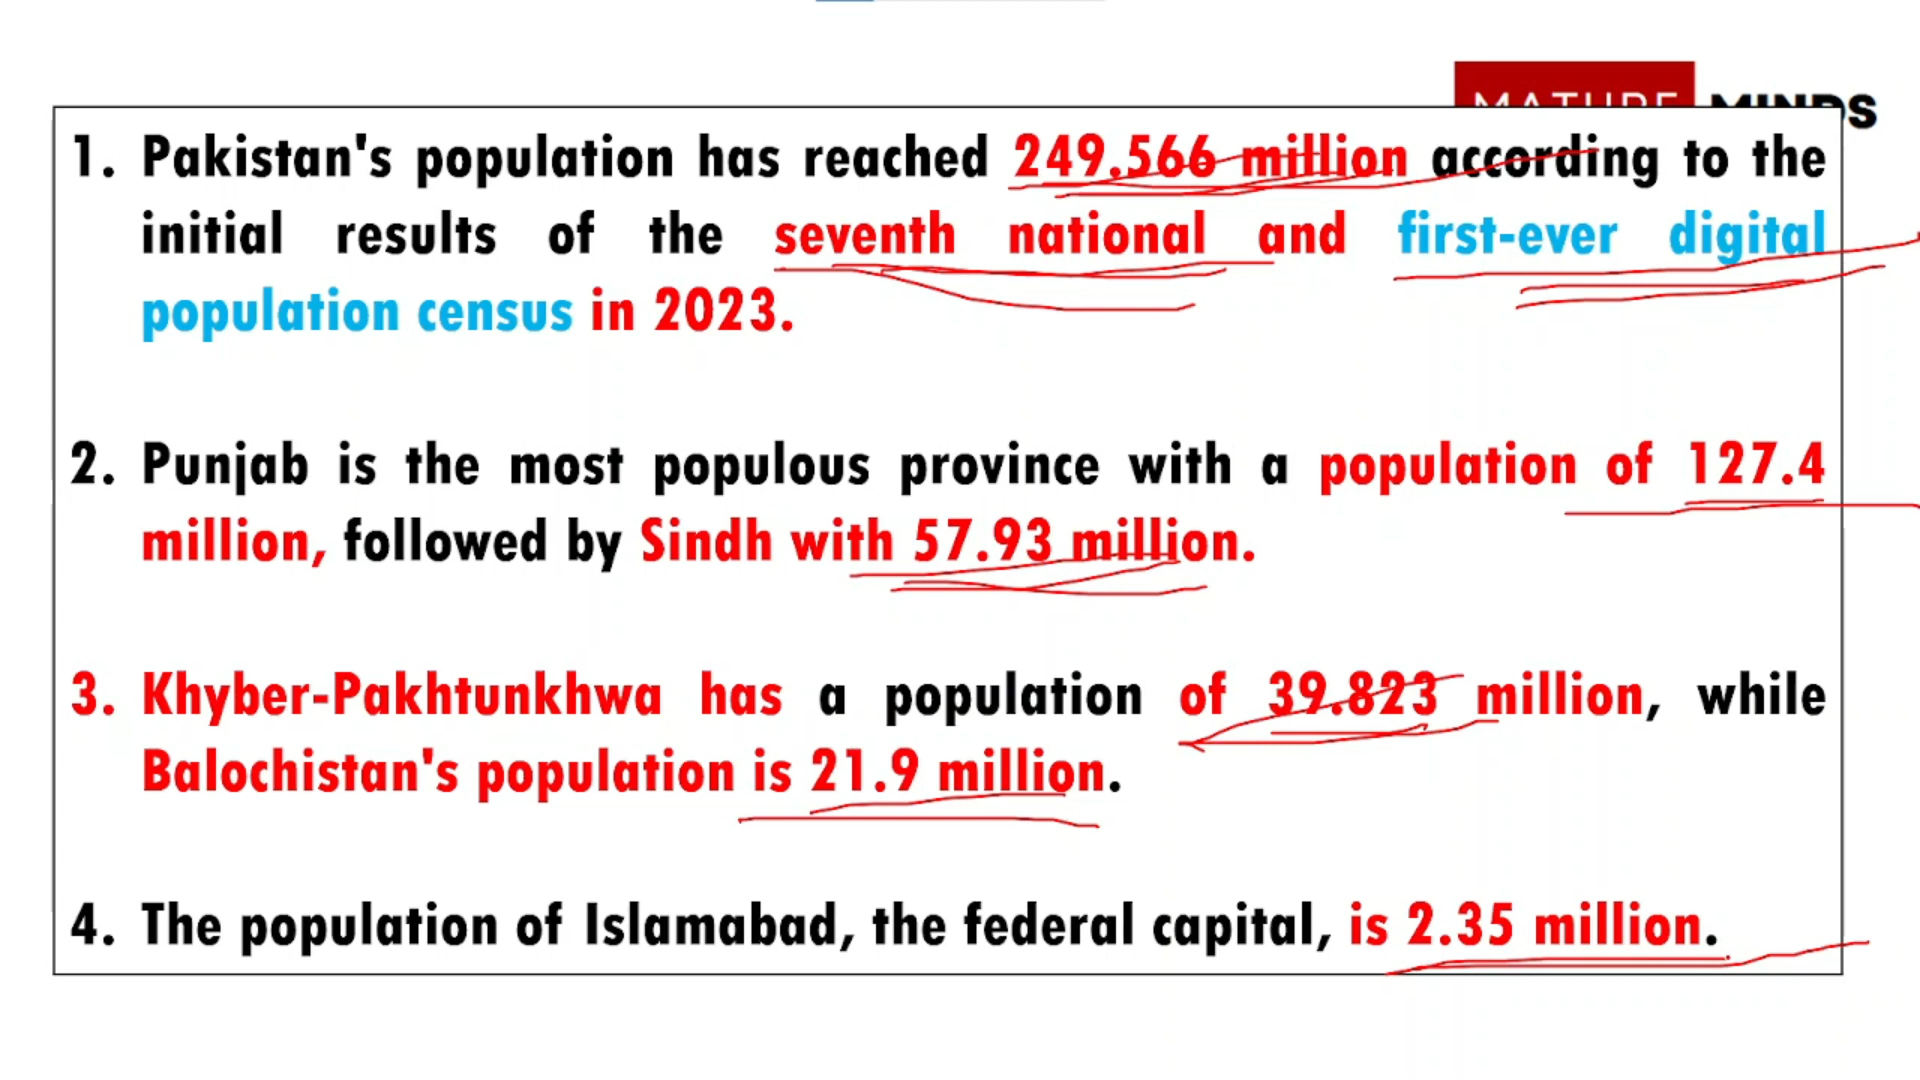 MATURE MINDS
1. Pakistan's population has reached 249.566 million according to the
initial results of the seventh national and first-ever digital
population census in 2023.
2. Punjab is the most populous province with a population of 127.4
million, followed by Sindh with 57.93 million.
3. Khyber-Pakhtunkhwa has a population of 39.823 million, while
Balochistan's population is 21.9 million.
4. The population of Islamabad, the federal capital, is 2.35 million.